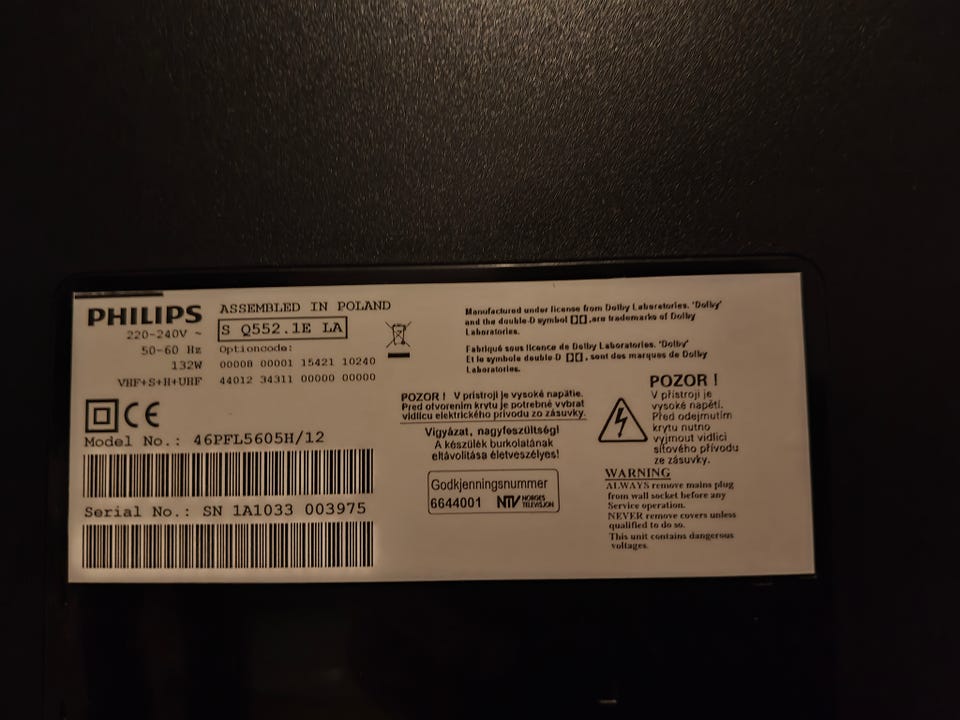 PHILIPS
220-240V ~
50-60 Hz
132W
VHF+S+H+UHF
ASSEMBLED IN POLAND
S Q552.1E LA
Optioncode:
00008 00001 15421 10240
44012 34311 00000 00000
CE
Model No.: 46PFL5605H/12
Serial No.: SN 1A1033 003975
Manufactured under license from Dolby Laboratories. 'Dolby'
and the double-D symbol ,are trademarks of Dolby
Laboratories.
Fabriqué sous licence de Dolby Laboratories. 'Dolby'
Et le symbole double-D , sont des marques de Dolby
Laboratories.
POZOR ! V prístroji je vysoké napätie.
Pred otvorením krytu je potrebné vybrat
vidlicu elektrického prívodu zo zásuvky.
Vigyázat, nagyfeszültség!
A készülék burkolatának
eltávolítása életveszélyes!
Godkjenningsnummer
6644001 NTV NORGES
TELEVISJON
POZOR !
V přístroji je
vysoké napětí.
Před odejmutím
krytu nutno
vyjmout vidlici
síťového přívodu
ze zásuvky.
WARNING
ALWAYS remove mains plug
from wall socket before any
Service operation.
NEVER remove covers unless
qualified to do so.
This unit contains dangerous
voltages.